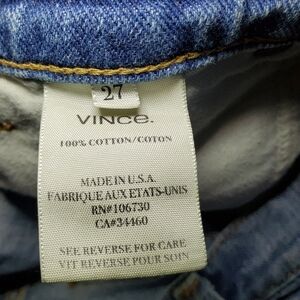 27
VINCE.
100% COTTON/COTON
MADE IN U.S.A.
FABRIQUE AUX ETATS-UNIS
RN#106730
CA#34460
SEE REVERSE FOR CARE
VIT REVERSE POUR SOIN